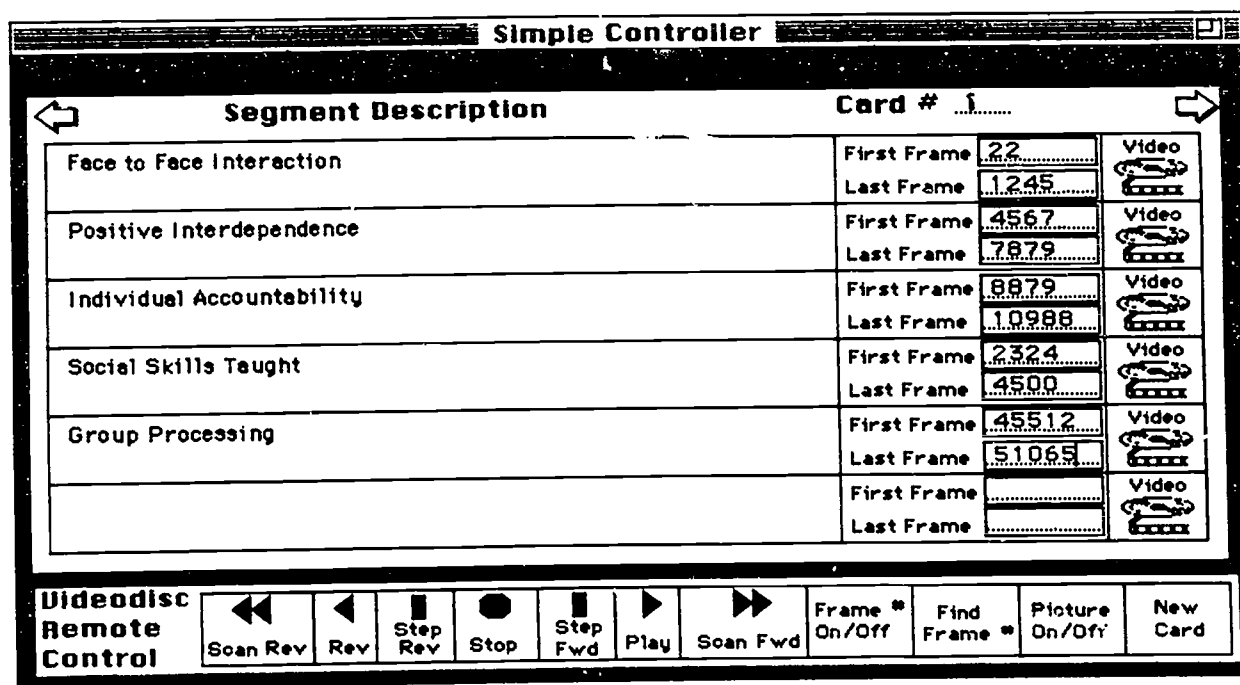 Simple Controller
Segment Description Card # 1
Face to Face Interaction First Frame 22 Video
Last Frame 1245
Positive Interdependence First Frame 4567 Video
Last Frame 7879
Individual Accountability First Frame 8879 Video
Last Frame 10988
Social Skills Taught First Frame 2324 Video
Last Frame 4500
Group Processing First Frame 45512 Video
Last Frame 51065
First Frame Video
Last Frame
Videodisc Remote Control
Scan Rev
Rev
Step Rev
Stop
Step Fwd
Play
Scan Fwd
Frame # On/Off
Find Frame #
Picture On/Off
New Card